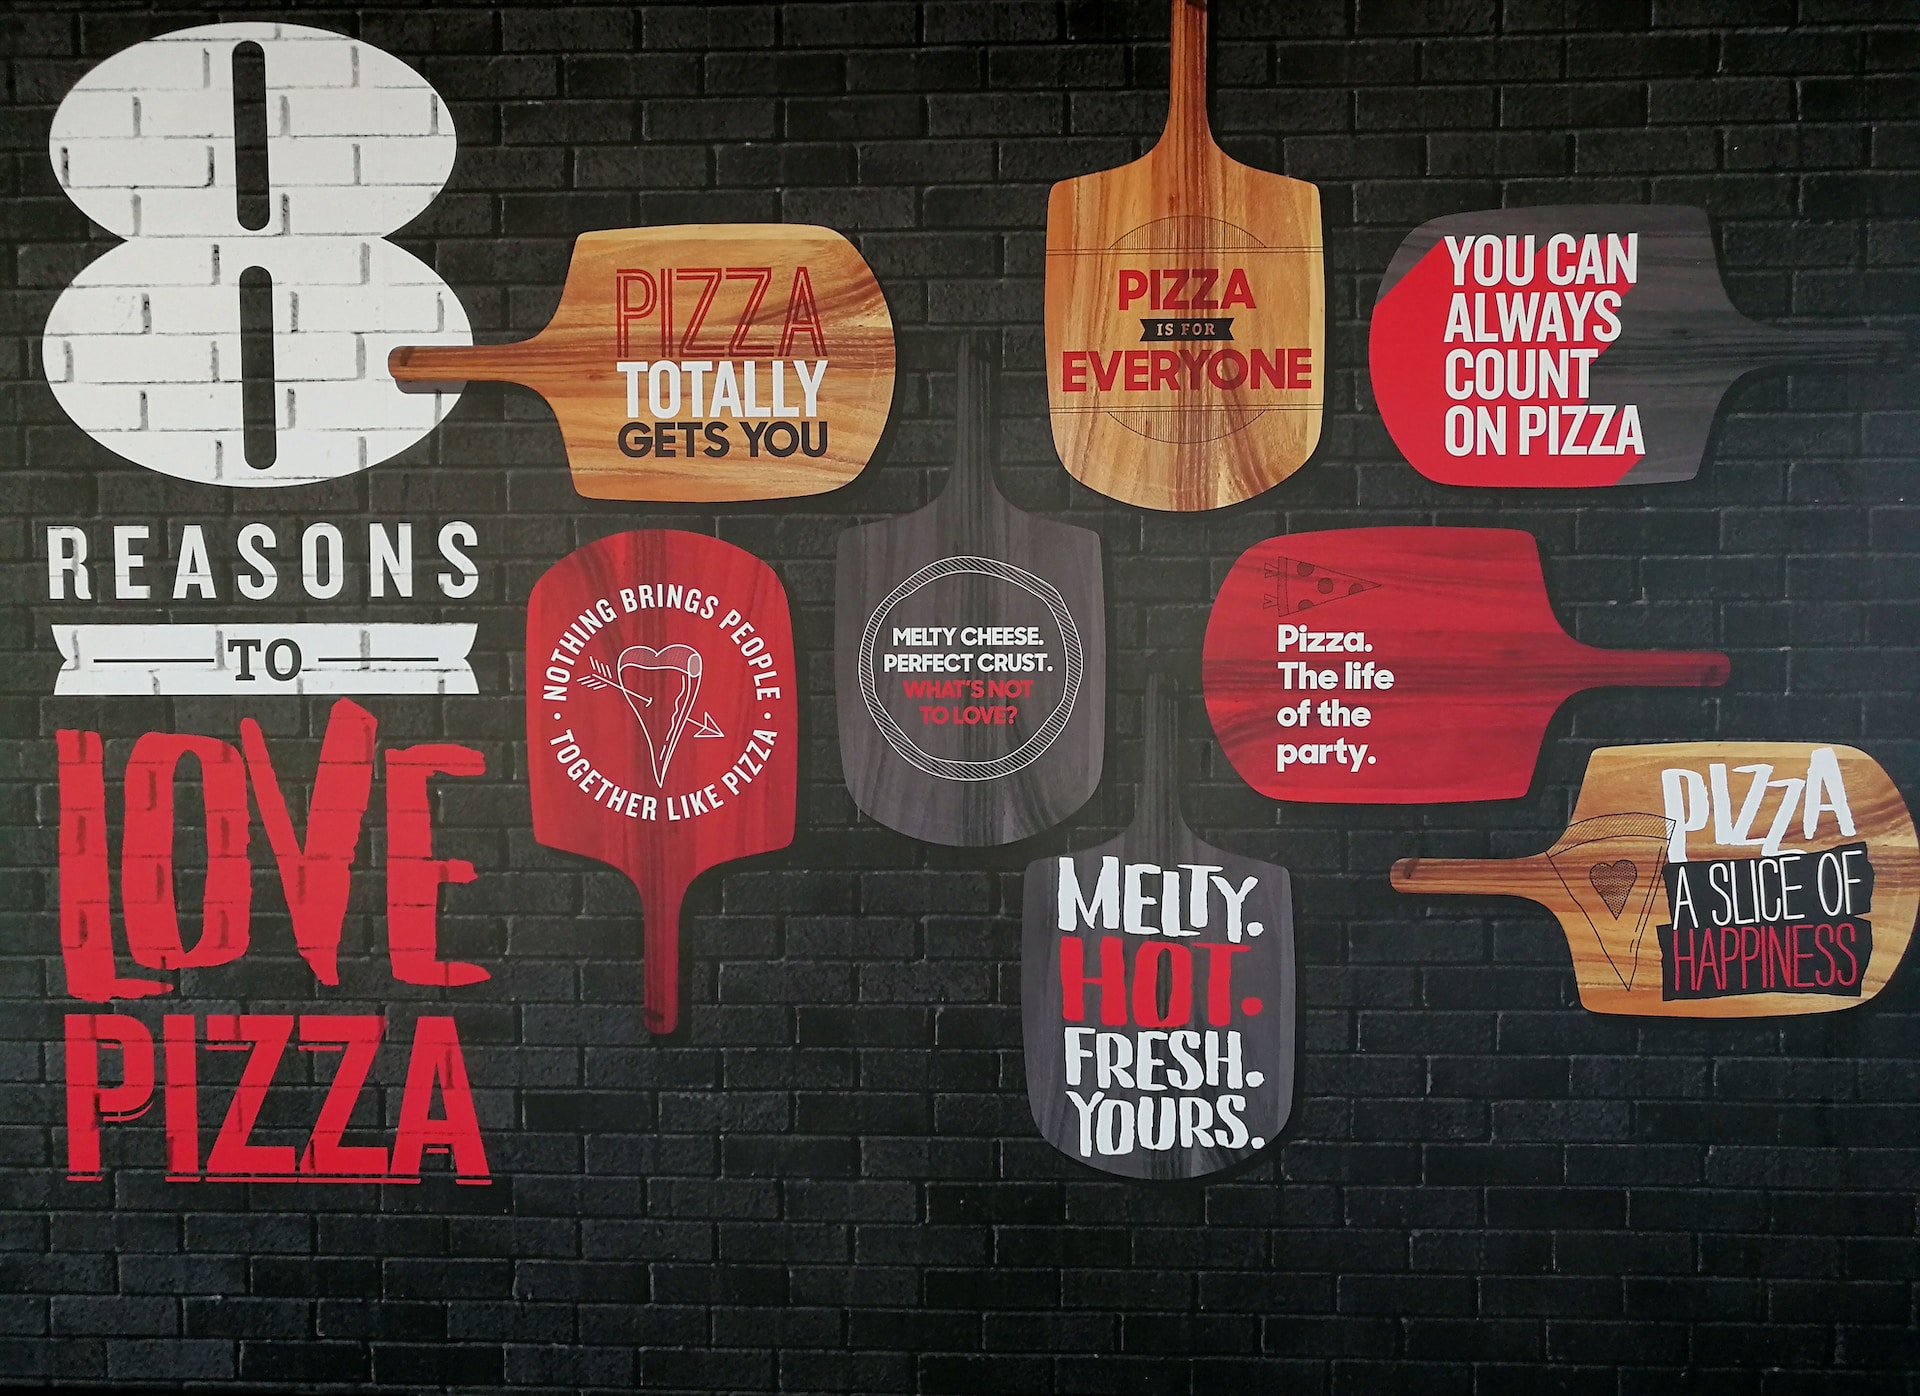 8
REASONS
TO
LOVE
PIZZA
PIZZA
TOTALLY
GETS YOU
PIZZA
IS FOR
EVERYONE
YOU CAN
ALWAYS
COUNT
ON PIZZA
NOTHING BRINGS PEOPLE
• TOGETHER LIKE PIZZA •
MELTY CHEESE.
PERFECT CRUST.
WHAT'S NOT
TO LOVE?
Pizza.
The life
of the
party.
MELTY.
HOT.
FRESH.
YOURS.
PIZZA
A SLICE OF
HAPPINESS